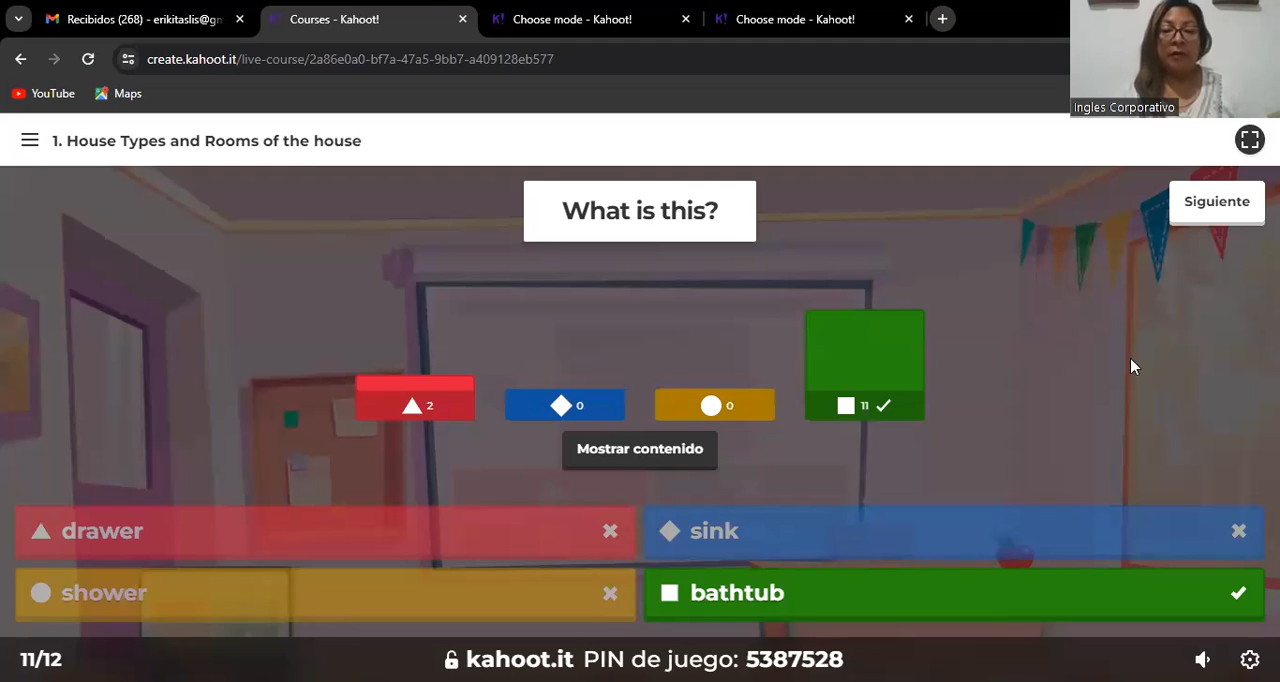 Recibidos (268) - erikitaslis@gm
Courses - Kahoot!
Choose mode - Kahoot!
Choose mode - Kahoot!
create.kahoot.it/live-course/2a86e0a0-bf7a-47a5-9bb7-a409128eb577
YouTube
Maps
Ingles Corporativo
1. House Types and Rooms of the house
What is this?
Siguiente
2
0
0
11
Mostrar contenido
drawer
sink
shower
bathtub
11/12
kahoot.it PIN de juego: 5387528